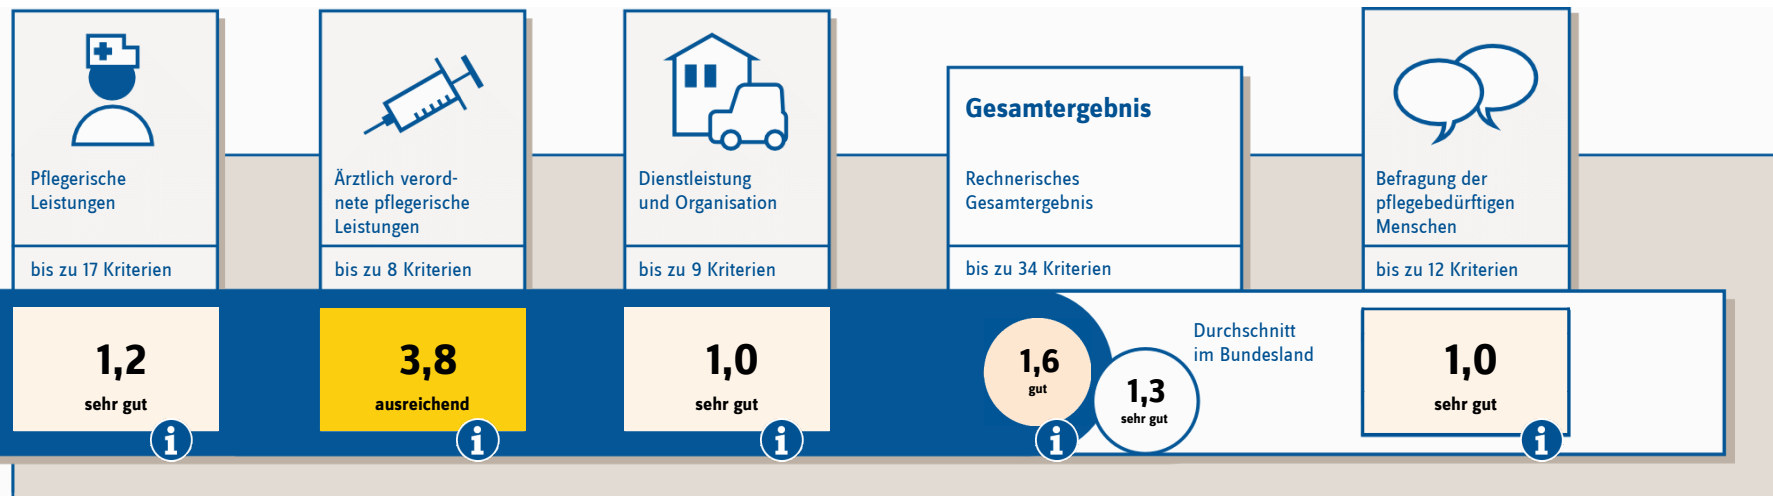 Pflegerische
Leistungen
bis zu 17 Kriterien
1,2
sehr gut
i
Ärztlich verord-
nete pflegerische
Leistungen
bis zu 8 Kriterien
3,8
ausreichend
i
Dienstleistung
und Organisation
bis zu 9 Kriterien
1,0
sehr gut
i
Gesamtergebnis
Rechnerisches
Gesamtergebnis
bis zu 34 Kriterien
1,6
gut
i
1,3
sehr gut
Durchschnitt
im Bundesland
Befragung der
pflegebedürftigen
Menschen
bis zu 12 Kriterien
1,0
sehr gut
i